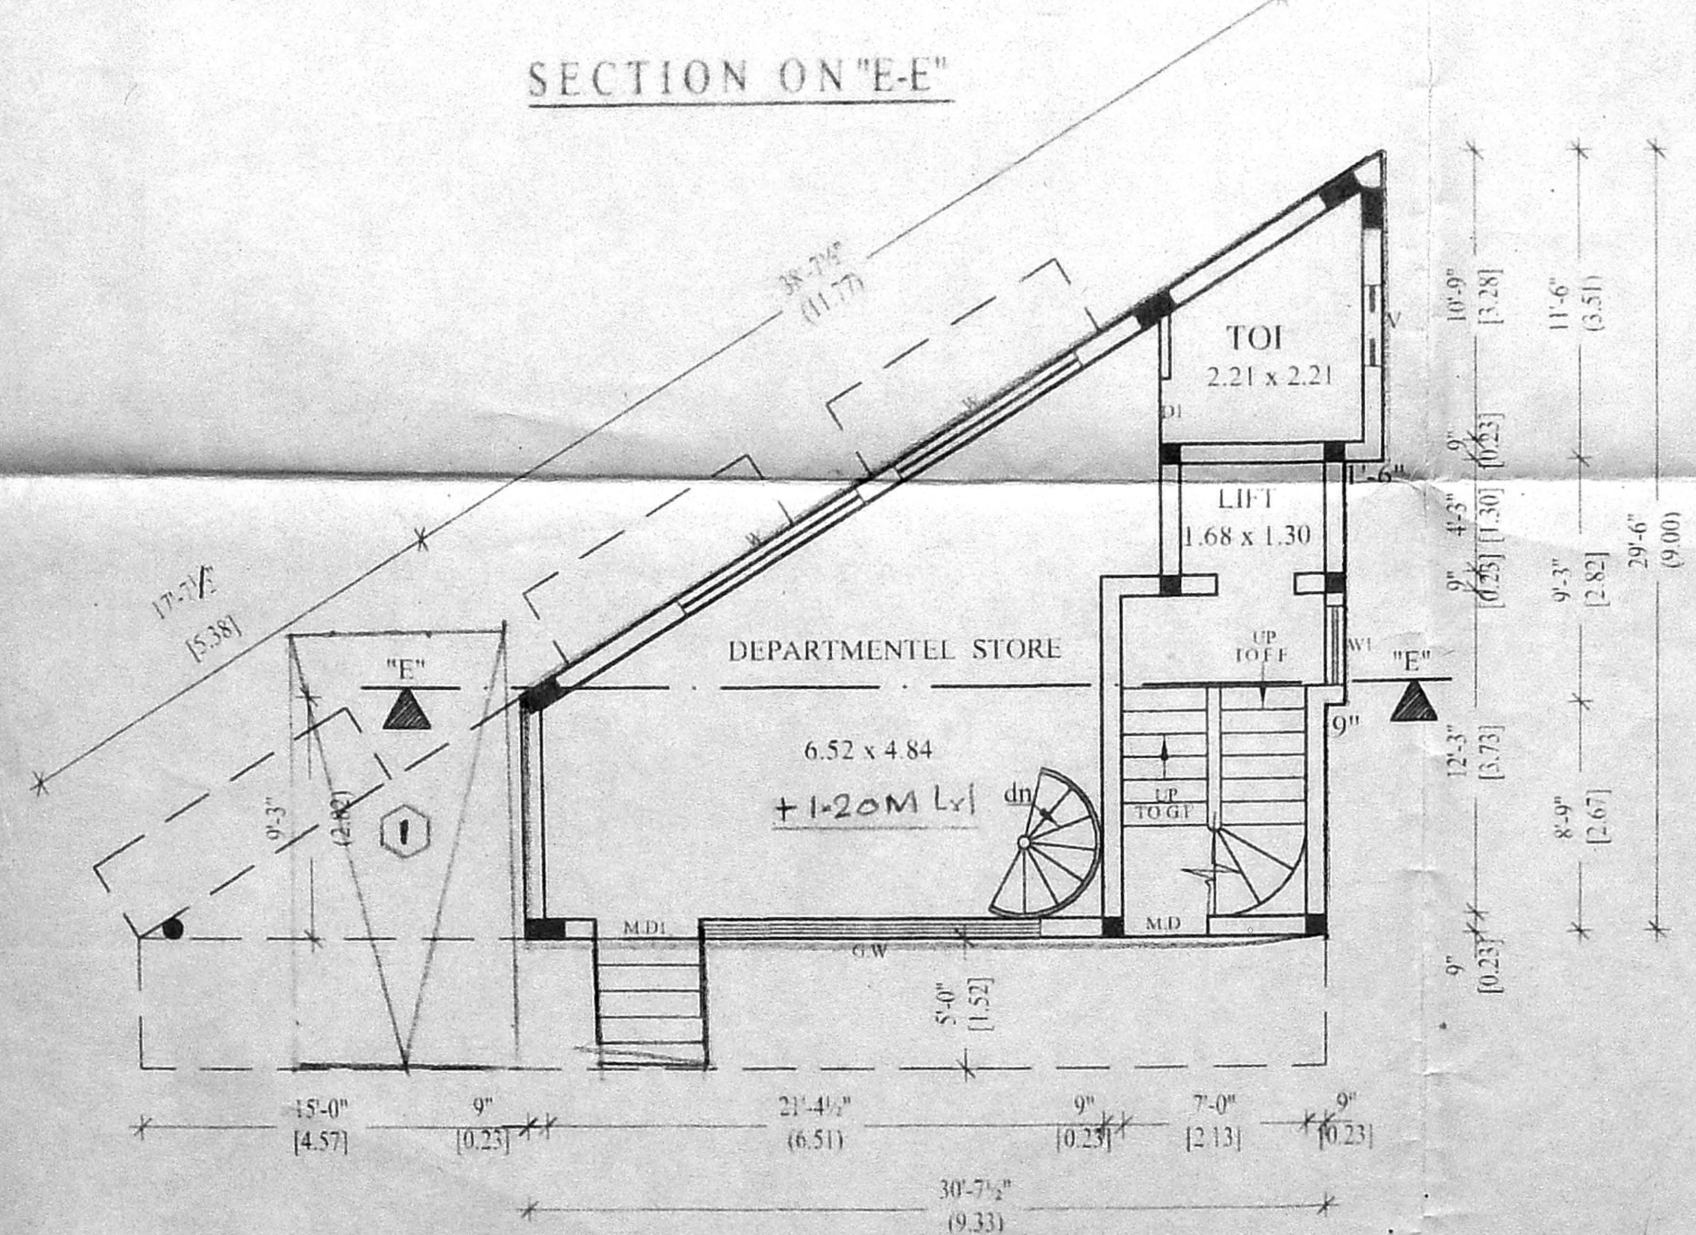 SECTION ON "E-E"
38'-7½"
(11.77)
17'-7½"
[5.38]
TOI
2.21 x 2.21
D1
V
W
W
LIFT
1.68 x 1.30
1'-6"
DEPARTMENTEL STORE
UP
TO F.F
W1
"E"
"E"
6.52 x 4.84
+ 1.20M Lvl
dn
UP
TO G.F
9"
9'-3"
(2.82)
1
M.D1
G.W
M.D
5'-0"
[1.52]
10'-9"
[3.28]
9"
[0.23]
4'-3"
[1.30]
9"
[0.23]
12'-3"
[3.73]
9"
[0.23]
11'-6"
(3.51)
9'-3"
[2.82]
8'-9"
[2.67]
29'-6"
(9.00)
15'-0"
[4.57]
9"
[0.23]
21'-4½"
(6.51)
9"
[0.23]
7'-0"
[2.13]
9"
[0.23]
30'-7½"
(9.33)